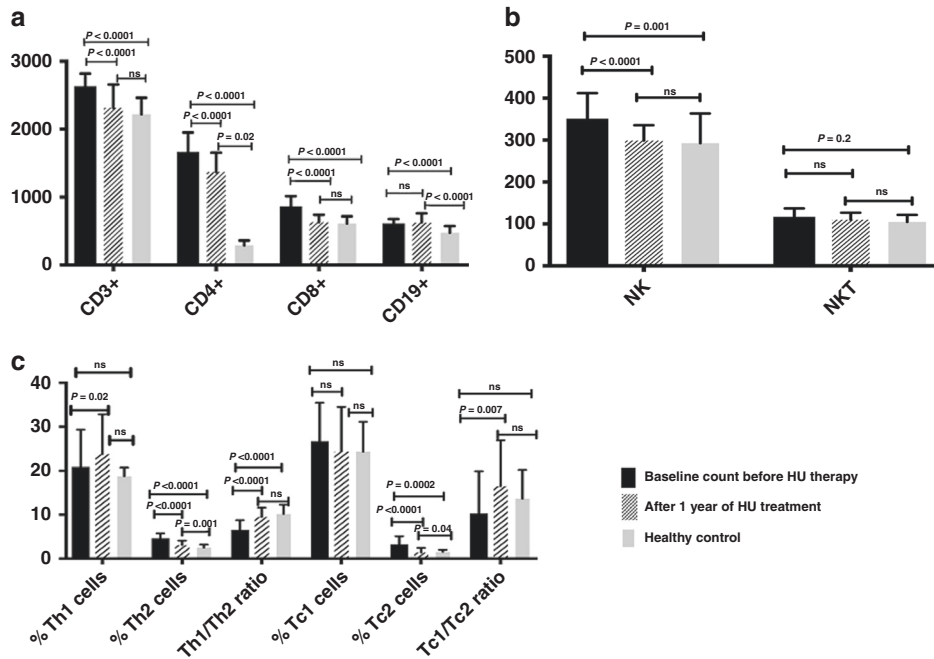 a
P < 0.0001
P < 0.0001
ns
P < 0.0001
P < 0.0001
P = 0.02
P < 0.0001
P < 0.0001
ns
P < 0.0001
ns
P < 0.0001
3000
2000
1000
0
CD3+
CD4+
CD8+
CD19+
b
P = 0.001
P < 0.0001
ns
P = 0.2
ns
ns
500
400
300
200
100
0
NK
NKT
c
ns
P = 0.02
ns
P <0.0001
P <0.0001
P = 0.001
P <0.0001
P <0.0001
ns
ns
ns
ns
P = 0.0002
P <0.0001
P = 0.04
ns
P = 0.007
ns
40
30
20
10
0
% Th1 cells
% Th2 cells
Th1/Th2 ratio
% Tc1 cells
% Tc2 cells
Tc1/Tc2 ratio
Baseline count before HU therapy
After 1 year of HU treatment
Healthy control